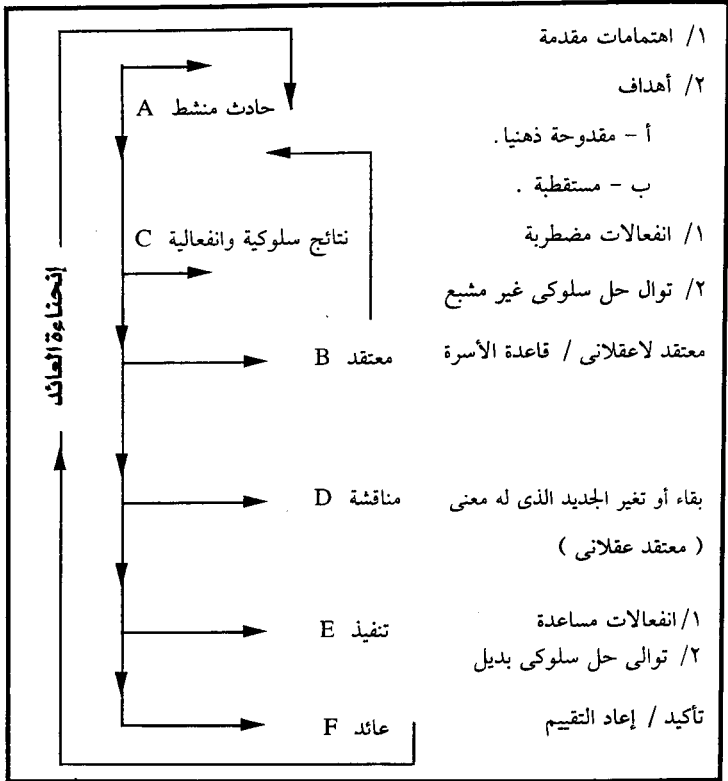 ١/ اهتمامات مقدمة
٢/ أهداف
حادث منشط A
أ - مقدوحة ذهنيا.
ب - مستقطبة .
نتائج سلوكية وانفعالية C
١/ انفعالات مضطربة
٢/ توال حل سلوكى غير مشبع
معتقد B
معتقد لاعقلانى / قاعدة الأسرة
إنحناءة العائد
مناقشة D
بقاء أو تغير الجديد الذى له معنى
( معتقد عقلانى )
تنفيذ E
١/ انفعالات مساعدة
٢/ توالى حل سلوكى بديل
عائد F
تأكيد / إعاد التقييم